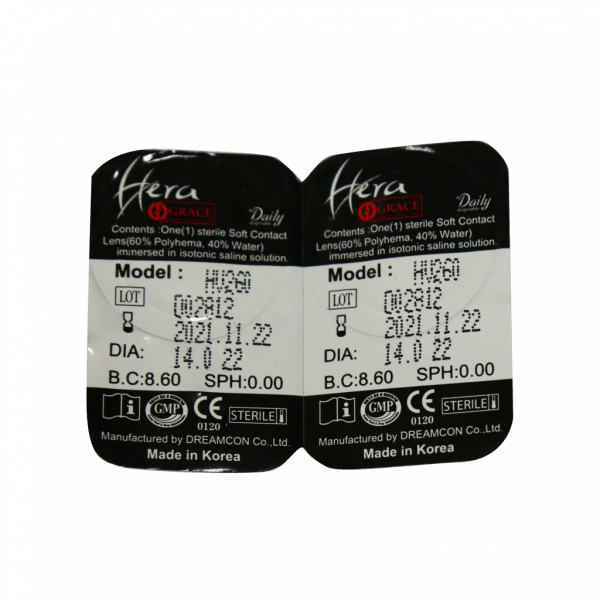 Hera
GRACE
Daily
Contents :One(1) sterile Soft Contact
Lens(60% Polyhema, 40% Water)
immersed in isotonic saline solution.
Model : HV260
LOT 002812
2021.11.22
DIA: 14.0 22
B.C:8.60 SPH:0.00
GMP CE 0120 STERILE
Manufactured by DREAMCON Co.,Ltd.
Made in Korea
Hera
GRACE
Daily
Contents :One(1) sterile Soft Contact
Lens(60% Polyhema, 40% Water)
immersed in isotonic saline solution.
Model : HV260
LOT 002812
2021.11.22
DIA: 14.0 22
B.C:8.60 SPH:0.00
GMP CE 0120 STERILE
Manufactured by DREAMCON Co.,Ltd.
Made in Korea